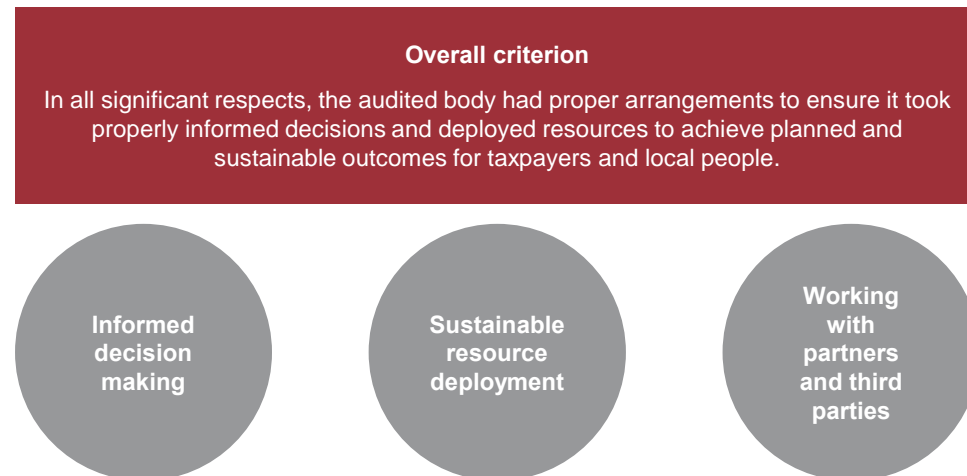 Overall criterion
In all significant respects, the audited body had proper arrangements to ensure it took
properly informed decisions and deployed resources to achieve planned and
sustainable outcomes for taxpayers and local people.
Informed
decision
making
Sustainable
resource
deployment
Working
with
partners
and third
parties